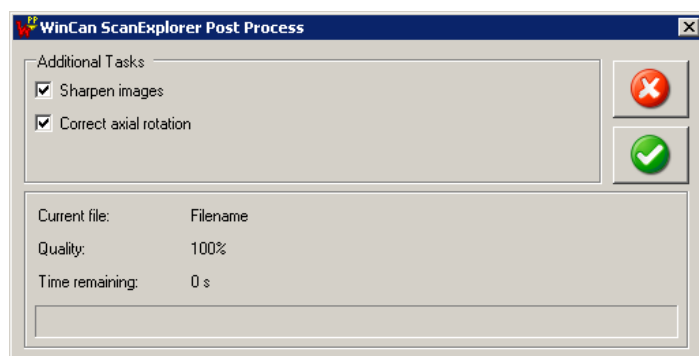 WinCan ScanExplorer Post Process
Additional Tasks
Sharpen images
Correct axial rotation
Current file: Filename
Quality: 100%
Time remaining: 0 s